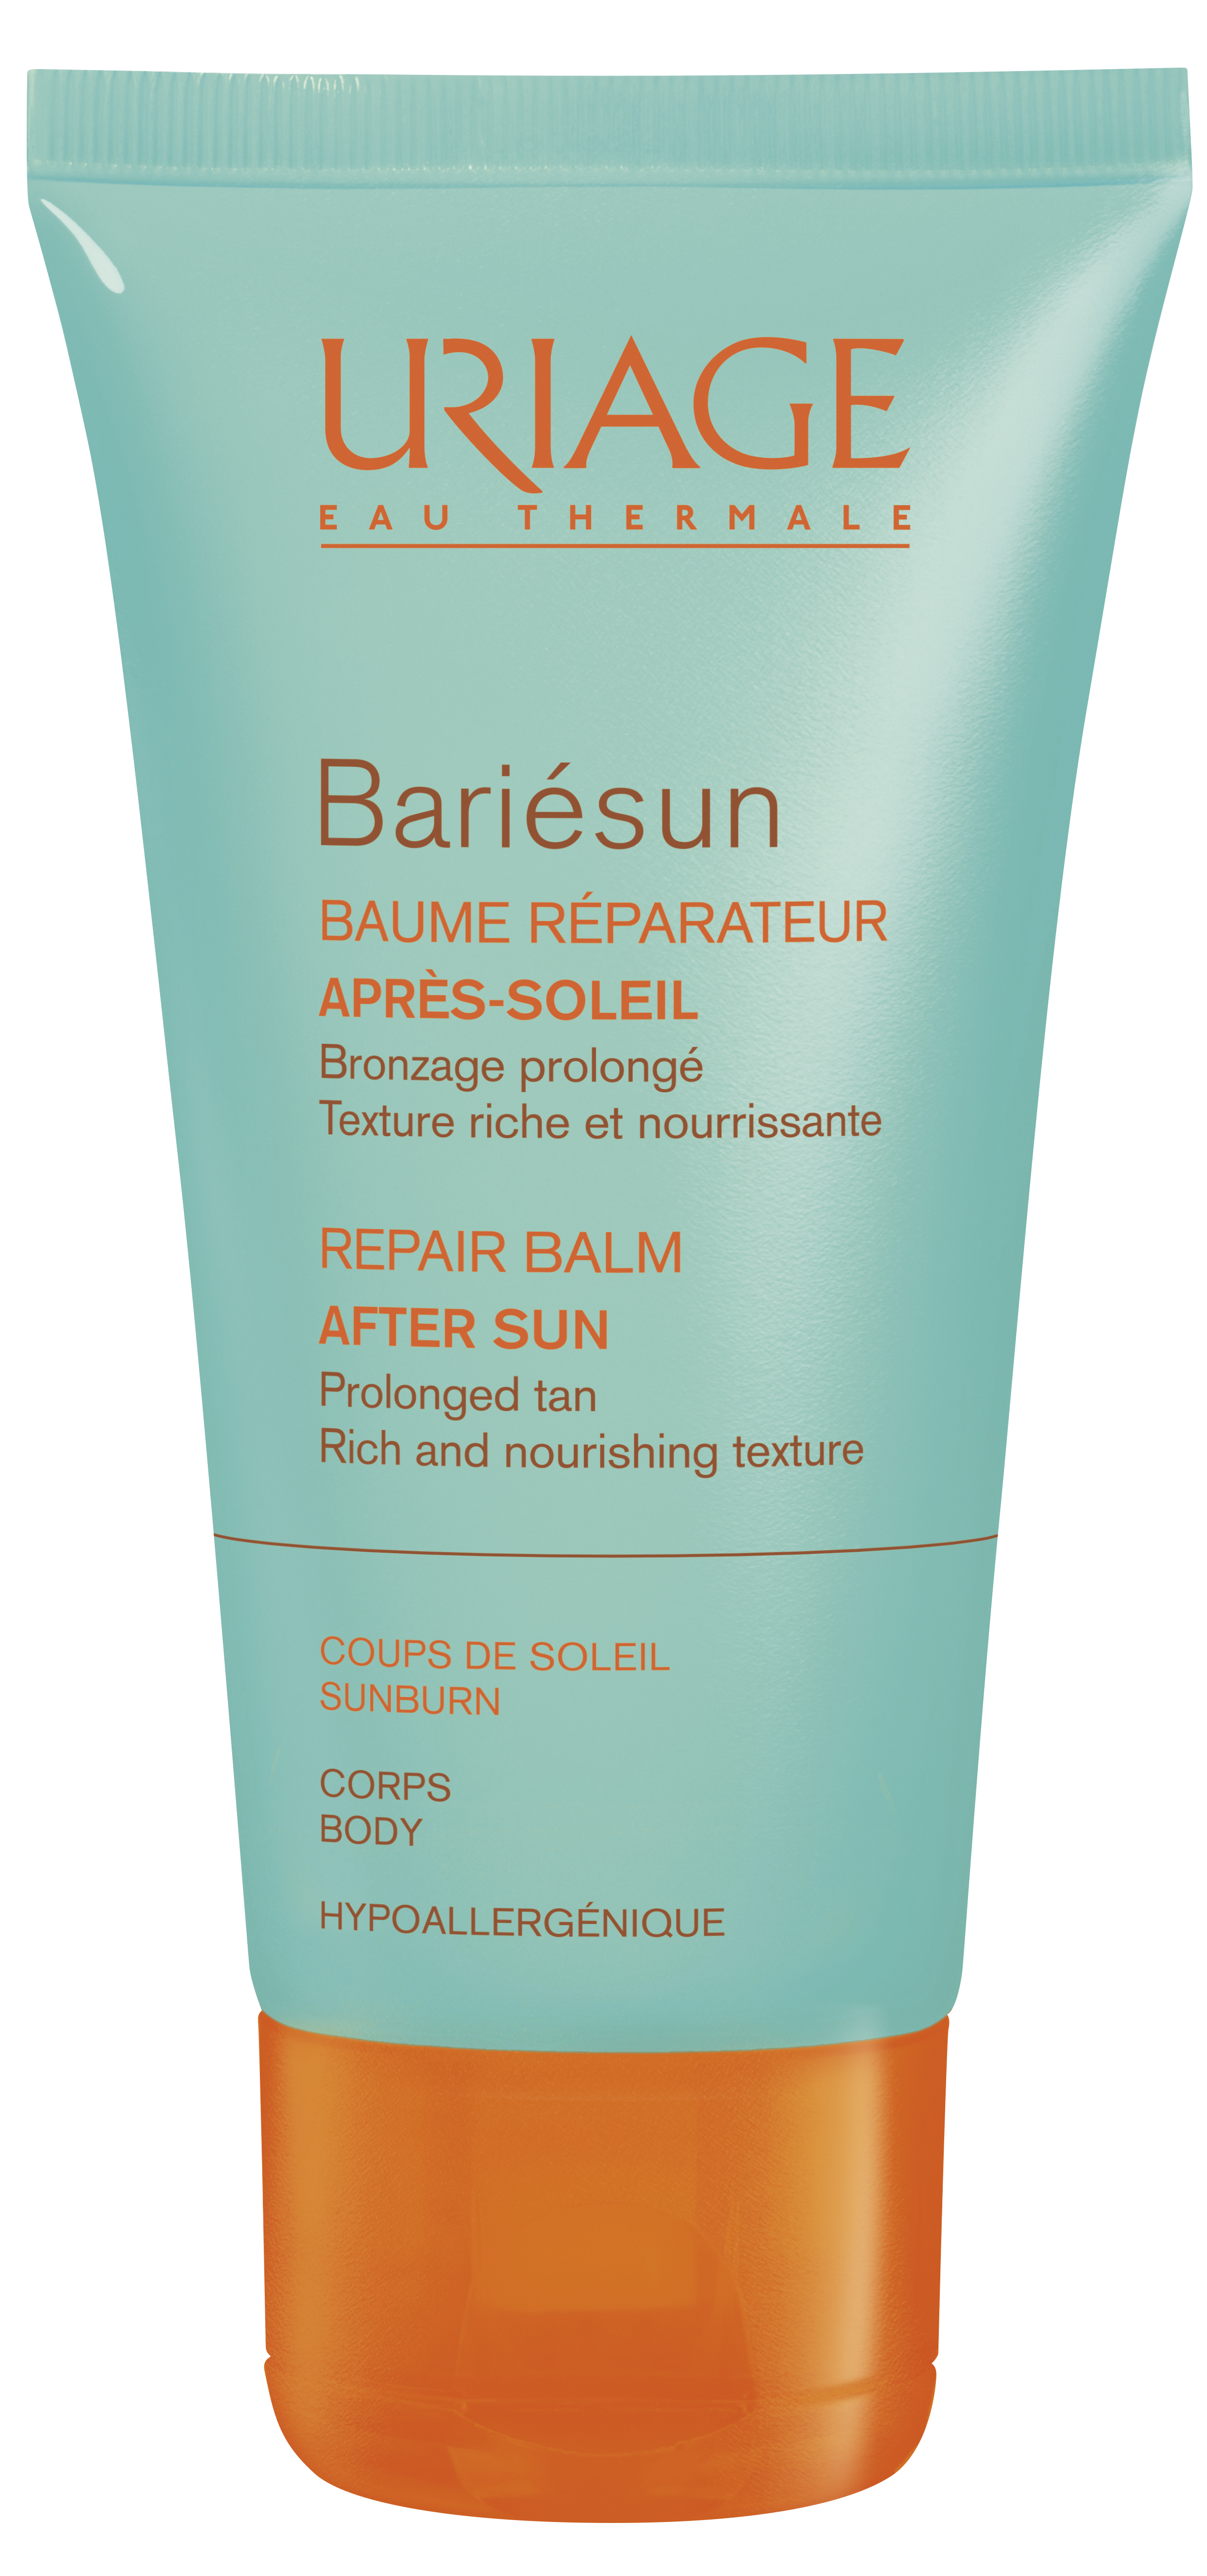 URIAGE
EAU THERMALE
Bariésun
BAUME RÉPARATEUR
APRÈS-SOLEIL
Bronzage prolongé
Texture riche et nourrissante
REPAIR BALM
AFTER SUN
Prolonged tan
Rich and nourishing texture
COUPS DE SOLEIL
SUNBURN
CORPS
BODY
HYPOALLERGÉNIQUE